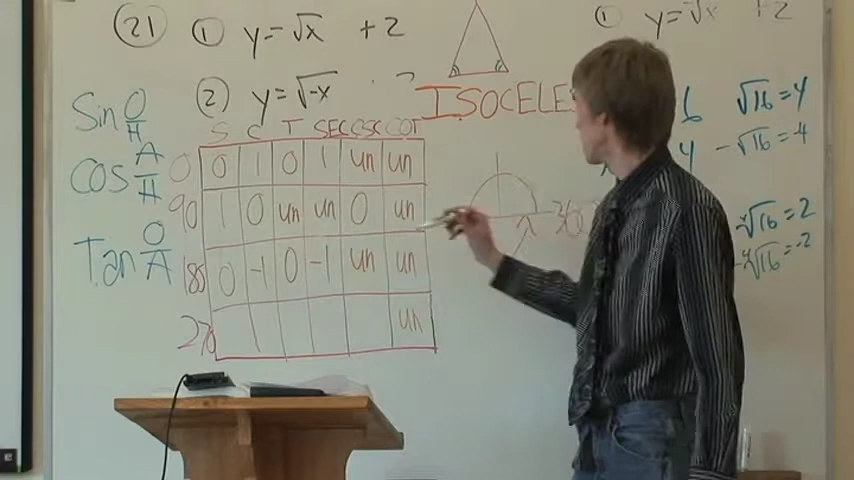 (21) (1) y=√x +2
(1) y=√x +2
(2) y=√-x
ISOCELES
Sin O/H
cos A/H
Tan O/A
S C T SEC CSC COT
0 0 1 0 1 un un
90 1 0 un un 0 un
180 0 -1 0 -1 un un
270 un
√16=4
-√16=-4
∜16=2
-∜16=-2